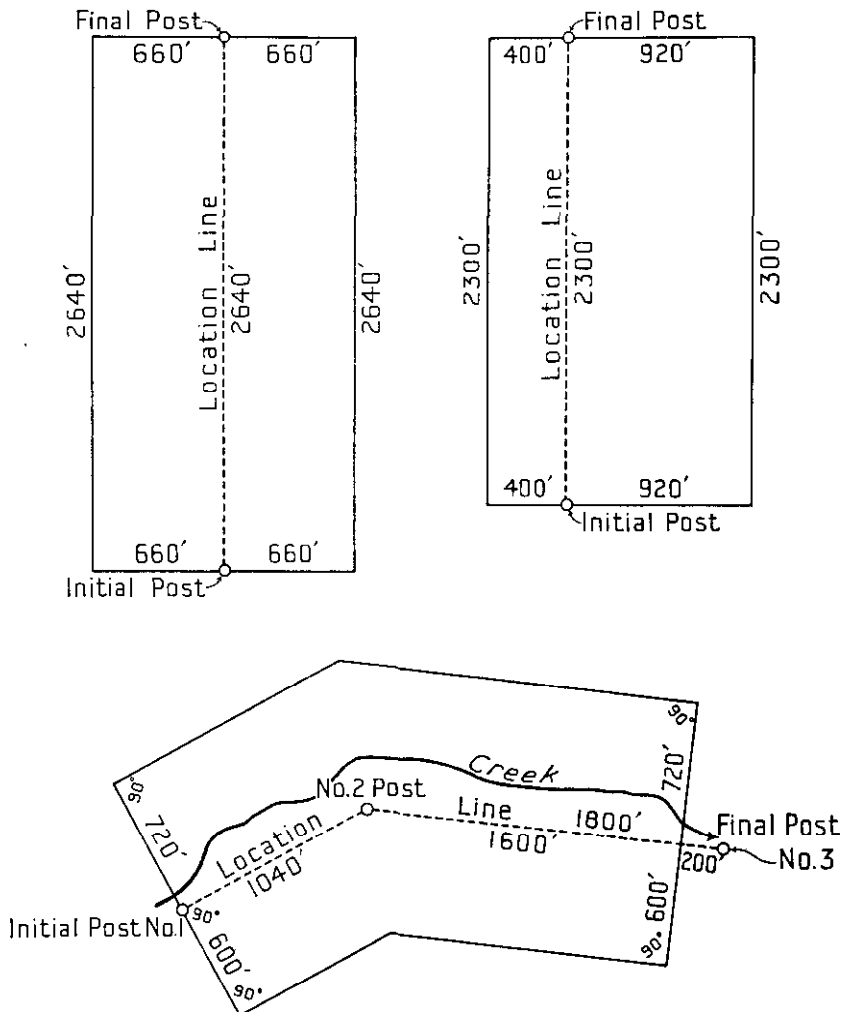 Final Post
660' 660'
Location Line
2640' 2640' 2640'
660' 660'
Initial Post
Final Post
400' 920'
Location Line
2300' 2300' 2300'
400' 920'
Initial Post
90°
90°
720'
720'
Creek
No.2 Post
Location
1040'
Line
1600'
1800'
200'
Final Post
No.3
Initial Post No.1
90°
600'
90°
600'
90°